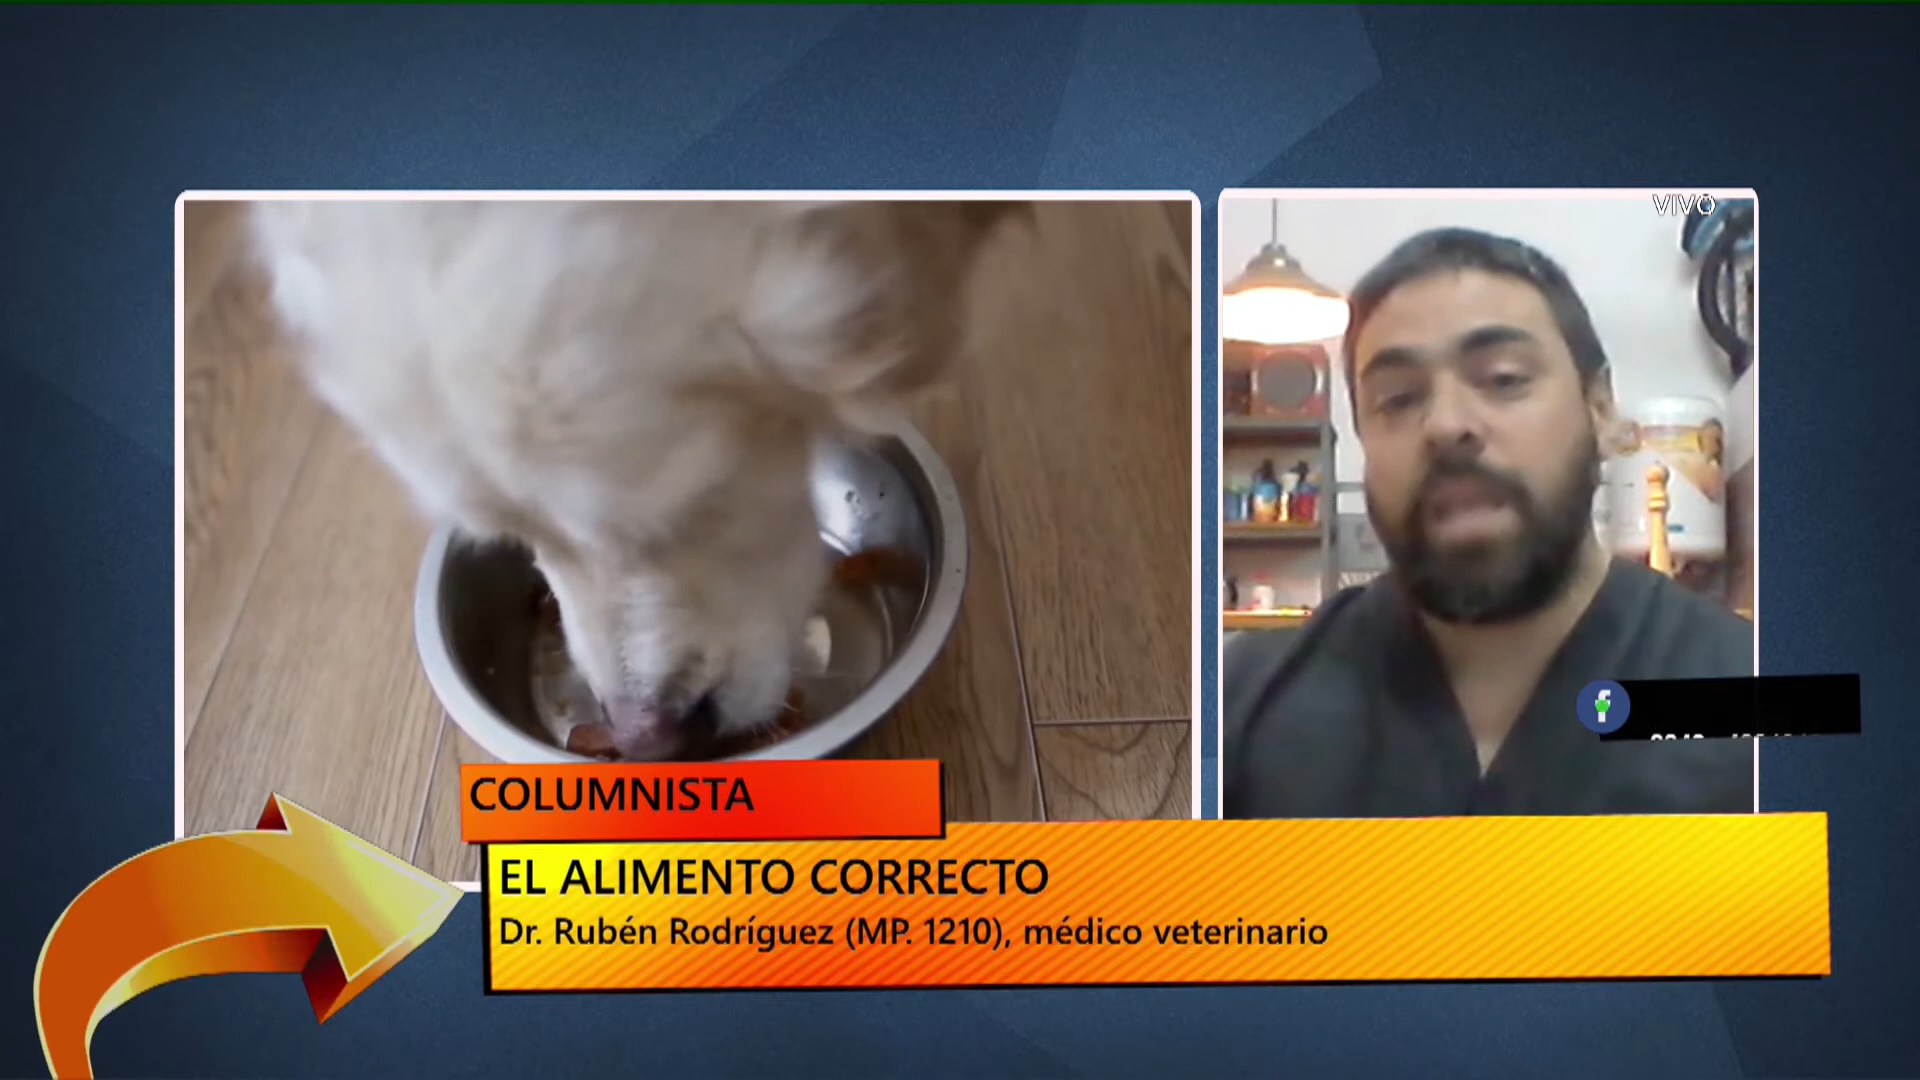 VIVO
COLUMNISTA
EL ALIMENTO CORRECTO
Dr. Rubén Rodríguez (MP. 1210), médico veterinario